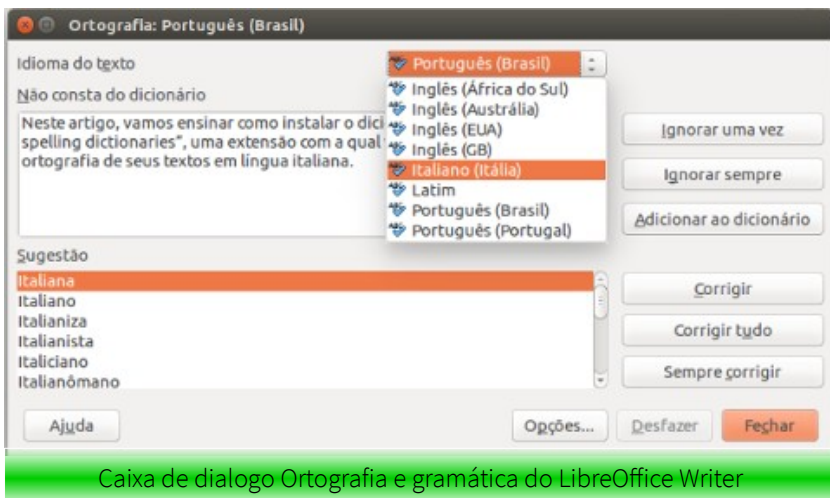 Ortografia: Português (Brasil)
Idioma do texto
Português (Brasil)
Inglês (África do Sul)
Inglês (Austrália)
Inglês (EUA)
Inglês (GB)
Italiano (Itália)
Latim
Português (Brasil)
Português (Portugal)
Não consta do dicionário
Neste artigo, vamos ensinar como instalar o
spelling dictionaries", uma extensão com a qual
ortografia de seus textos em língua italiana.
Ignorar uma vez
Ignorar sempre
Adicionar ao dicionário
Sugestão
Italiana
Italiano
Italianiza
Italianista
Italiciano
Italianômano
Corrigir
Corrigir tudo
Sempre corrigir
Ajuda
Opções...
Desfazer
Fechar
Caixa de dialogo Ortografia e gramática do LibreOffice Writer